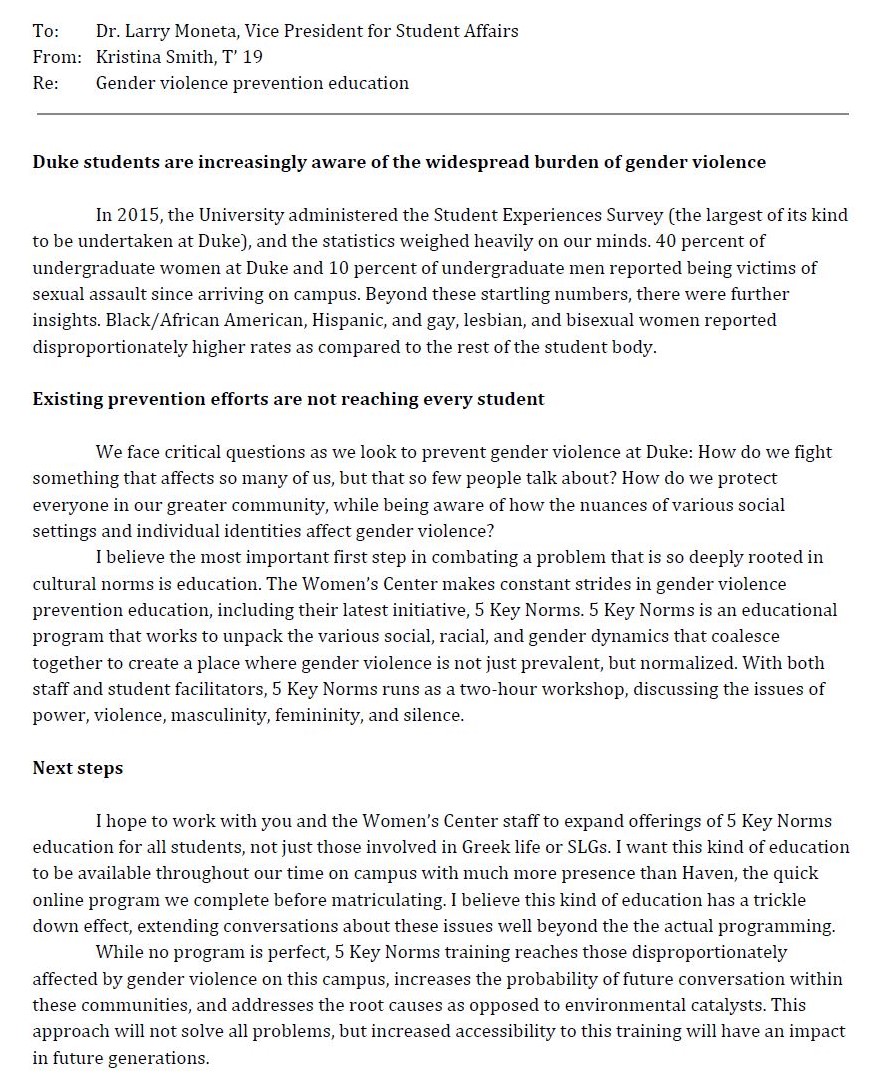 To: Dr. Larry Moneta, Vice President for Student Affairs
From: Kristina Smith, T’ 19
Re: Gender violence prevention education
Duke students are increasingly aware of the widespread burden of gender violence
In 2015, the University administered the Student Experiences Survey (the largest of its kind
to be undertaken at Duke), and the statistics weighed heavily on our minds. 40 percent of
undergraduate women at Duke and 10 percent of undergraduate men reported being victims of
sexual assault since arriving on campus. Beyond these startling numbers, there were further
insights. Black/African American, Hispanic, and gay, lesbian, and bisexual women reported
disproportionately higher rates as compared to the rest of the student body.
Existing prevention efforts are not reaching every student
We face critical questions as we look to prevent gender violence at Duke: How do we fight
something that affects so many of us, but that so few people talk about? How do we protect
everyone in our greater community, while being aware of how the nuances of various social
settings and individual identities affect gender violence?
I believe the most important first step in combating a problem that is so deeply rooted in
cultural norms is education. The Women’s Center makes constant strides in gender violence
prevention education, including their latest initiative, 5 Key Norms. 5 Key Norms is an educational
program that works to unpack the various social, racial, and gender dynamics that coalesce
together to create a place where gender violence is not just prevalent, but normalized. With both
staff and student facilitators, 5 Key Norms runs as a two-hour workshop, discussing the issues of
power, violence, masculinity, femininity, and silence.
Next steps
I hope to work with you and the Women’s Center staff to expand offerings of 5 Key Norms
education for all students, not just those involved in Greek life or SLGs. I want this kind of education
to be available throughout our time on campus with much more presence than Haven, the quick
online program we complete before matriculating. I believe this kind of education has a trickle
down effect, extending conversations about these issues well beyond the the actual programming.
While no program is perfect, 5 Key Norms training reaches those disproportionately
affected by gender violence on this campus, increases the probability of future conversation within
these communities, and addresses the root causes as opposed to environmental catalysts. This
approach will not solve all problems, but increased accessibility to this training will have an impact
in future generations.